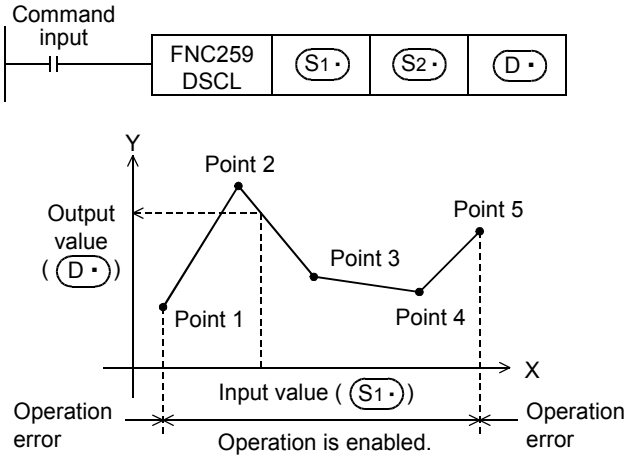 Command
input
FNC259
DSCL
S1·
S2·
D·
Y
Point 2
Output
value
(D·)
Point 5
Point 3
Point 1
Point 4
X
Input value (S1·)
Operation
error
Operation is enabled.
Operation
error